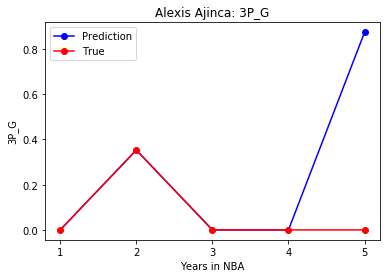 Alexis Ajinca: 3P_G
Prediction
True
3P_G
0.8
0.6
0.4
0.2
0.0
1 2 3 4 5
Years in NBA